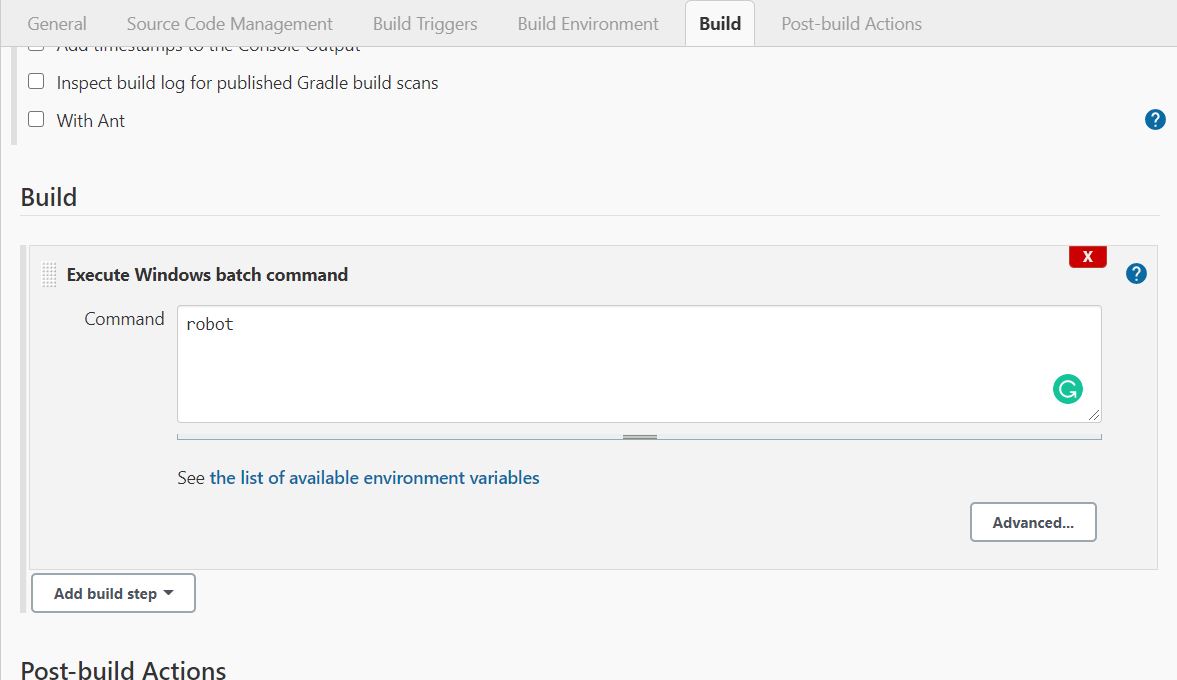 General Source Code Management Build Triggers Build Environment Build Post-build Actions
Add timestamps to the Console Output
Inspect build log for published Gradle build scans
With Ant
?
Build
X
Execute Windows batch command
?
Command
robot
See the list of available environment variables
Advanced...
Add build step
Post-build Actions